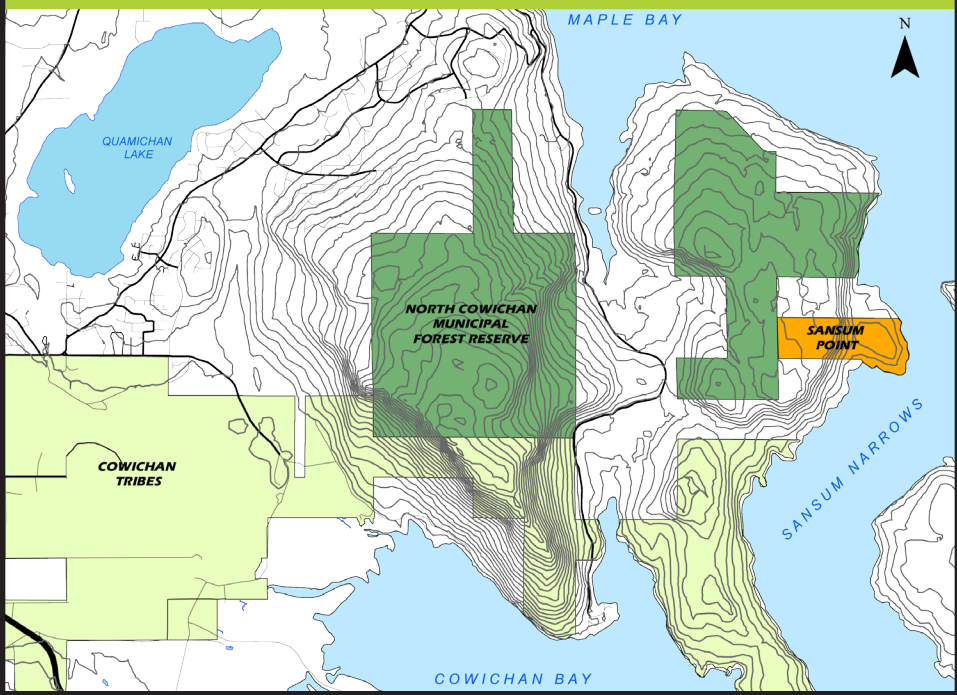 MAPLE BAY
N
QUAMICHAN
LAKE
NORTH COWICHAN
MUNICIPAL
FOREST RESERVE
SANSUM
POINT
COWICHAN
TRIBES
SANSUM NARROWS
COWICHAN BAY